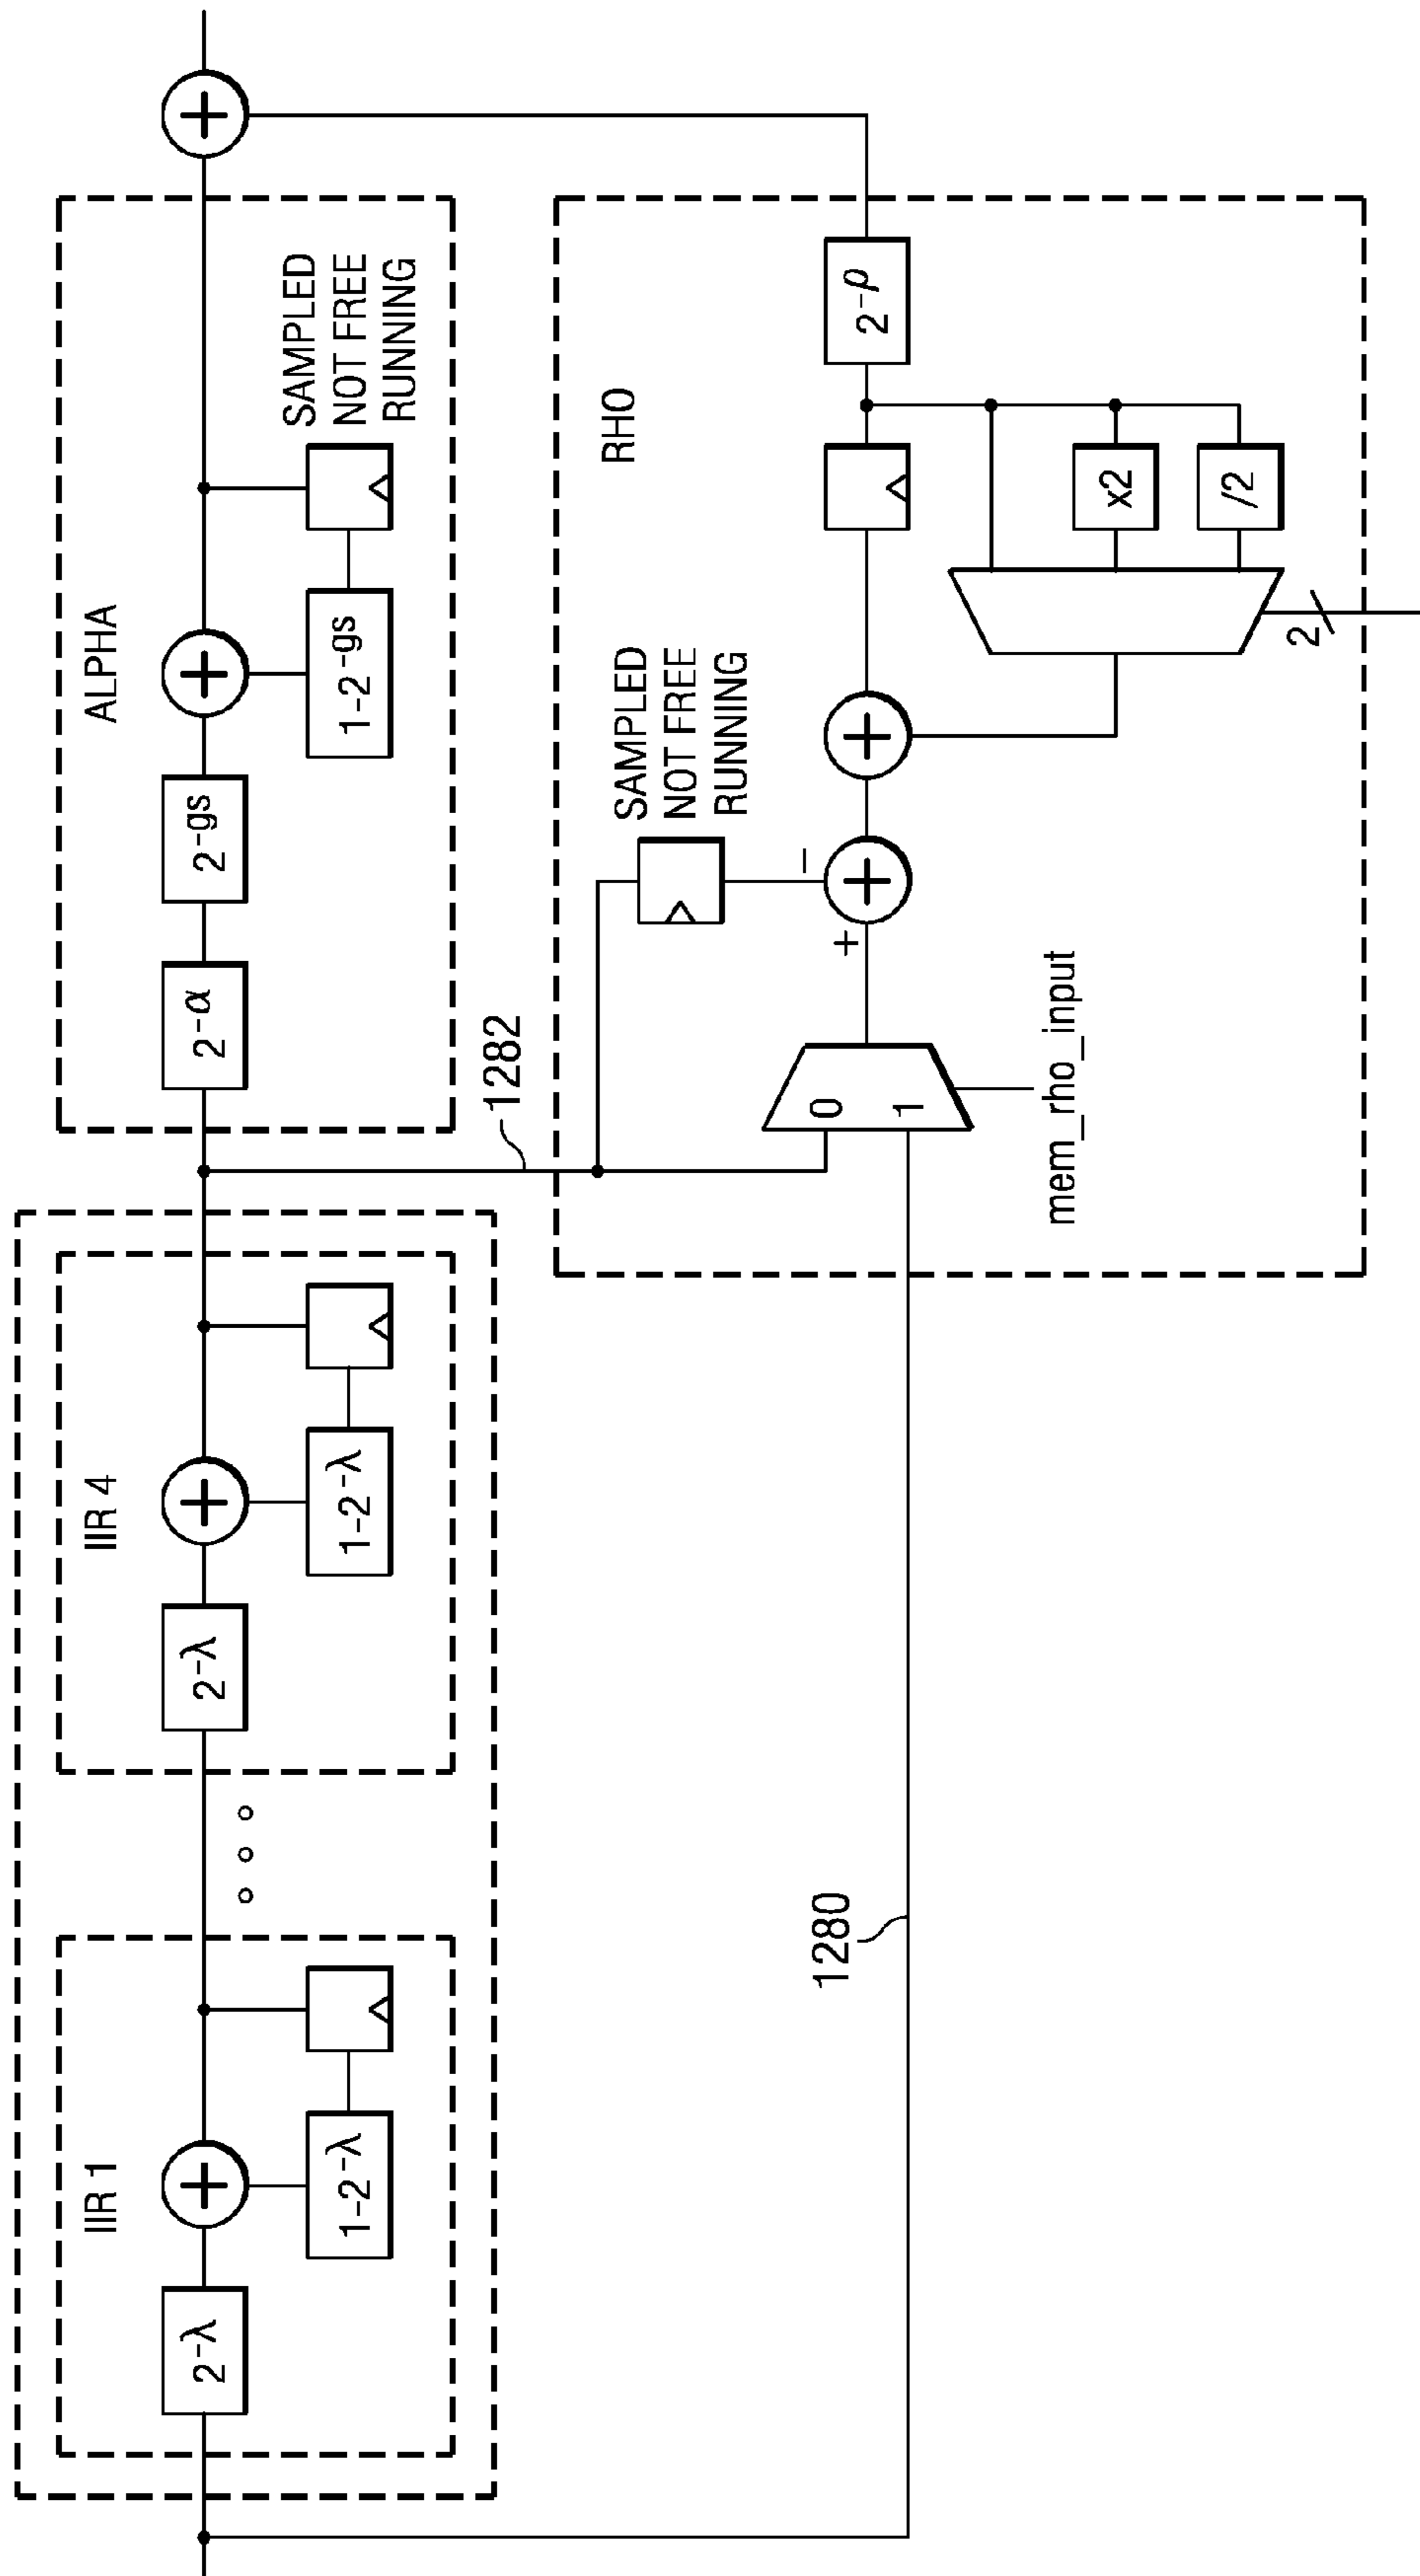 IIR 1
2-λ
+
1-2-λ
IIR 4
2-λ
+
1-2-λ
ALPHA
2-α
2-gs
+
1-2-gs
SAMPLED
NOT FREE
RUNNING
+
1282
1280
RHO
0
1
mem_rho_input
SAMPLED
NOT FREE
RUNNING
+
−
+
+
2-ρ
x2
/2
2